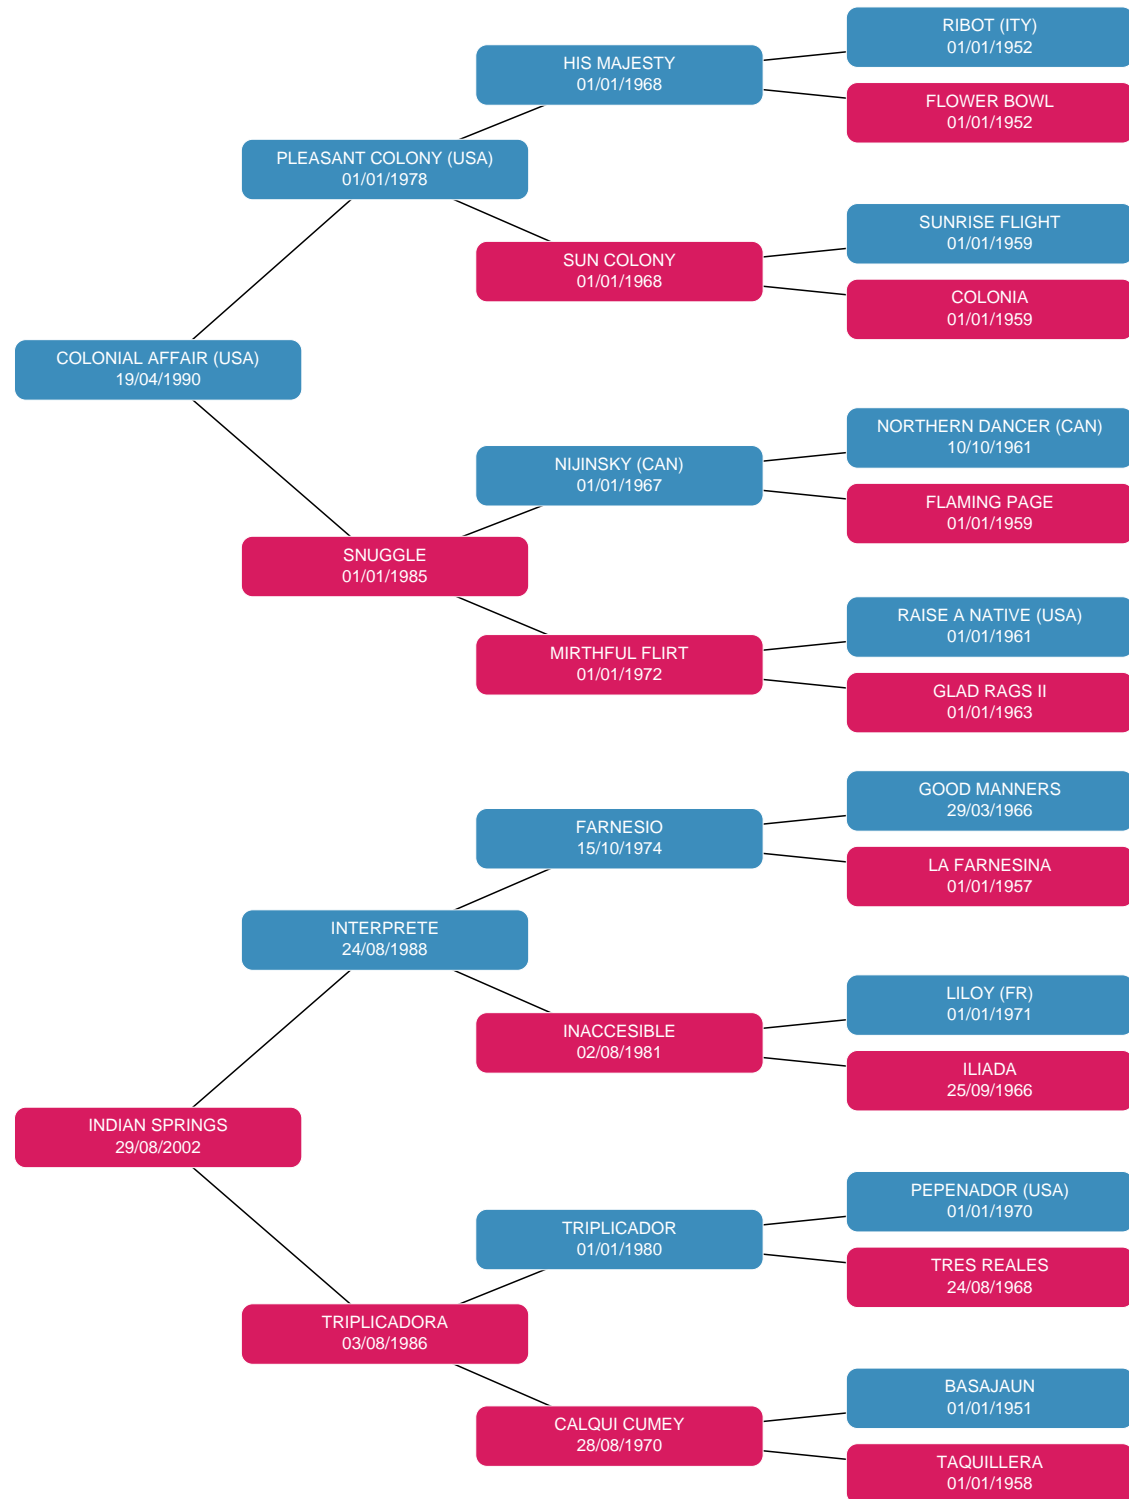 RIBOT (ITY)
01/01/1952
HIS MAJESTY
01/01/1968
FLOWER BOWL
01/01/1952
PLEASANT COLONY (USA)
01/01/1978
SUNRISE FLIGHT
01/01/1959
SUN COLONY
01/01/1968
COLONIA
01/01/1959
COLONIAL AFFAIR (USA)
19/04/1990
NORTHERN DANCER (CAN)
10/10/1961
NIJINSKY (CAN)
01/01/1967
FLAMING PAGE
01/01/1959
SNUGGLE
01/01/1985
RAISE A NATIVE (USA)
01/01/1961
MIRTHFUL FLIRT
01/01/1972
GLAD RAGS II
01/01/1963
GOOD MANNERS
29/03/1966
FARNESIO
15/10/1974
LA FARNESINA
01/01/1957
INTERPRETE
24/08/1988
LILOY (FR)
01/01/1971
INACCESIBLE
02/08/1981
ILIADA
25/09/1966
INDIAN SPRINGS
29/08/2002
PEPENADOR (USA)
01/01/1970
TRIPLICADOR
01/01/1980
TRES REALES
24/08/1968
TRIPLICADORA
03/08/1986
BASAJAUN
01/01/1951
CALQUI CUMEY
28/08/1970
TAQUILLERA
01/01/1958